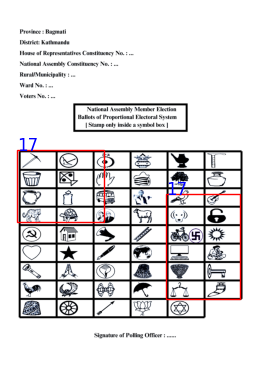 Province : Bagmati
District: Kathmandu
House of Representatives Constituency No. : ...
National Assembly Constituency No. : ...
Rural/Municipality : ...
Ward No. : ...
Voters No. : ...
National Assembly Member Election
Ballots of Proportional Electoral System
[ Stamp only inside a symbol box ]
17
17
Signature of Polling Officer : ......